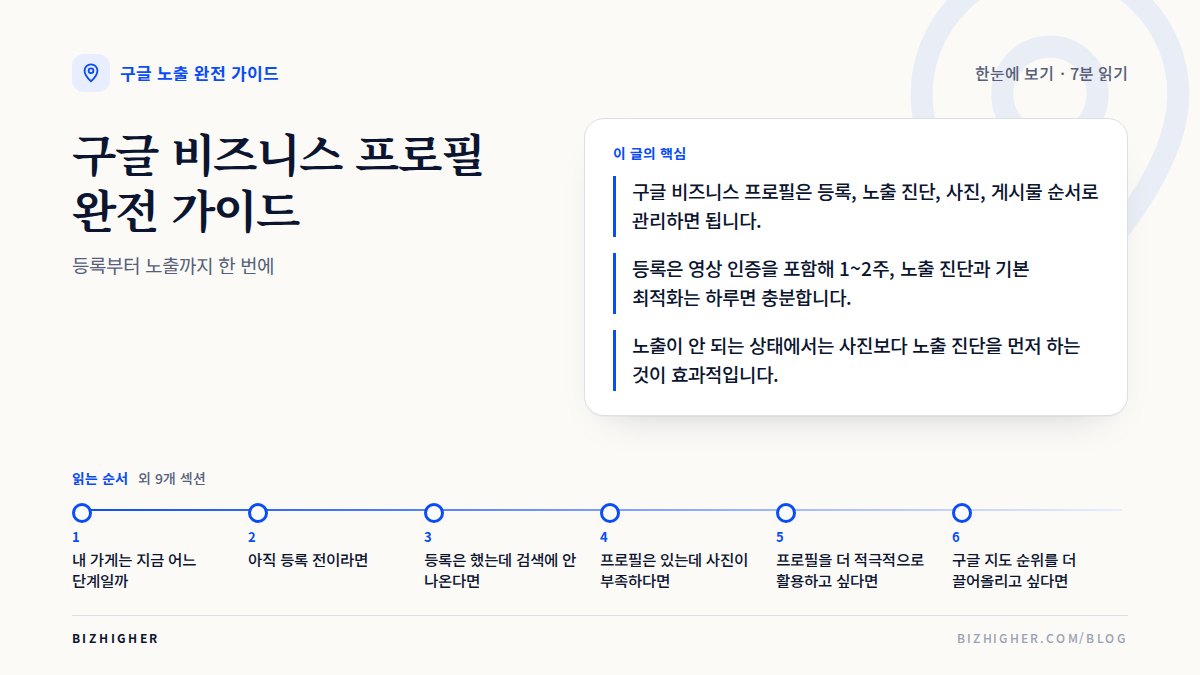 구글 노출 완전 가이드
한눈에 보기 · 7분 읽기
구글 비즈니스 프로필
완전 가이드
등록부터 노출까지 한 번에
이 글의 핵심
구글 비즈니스 프로필은 등록, 노출 진단, 사진, 게시물 순서로
관리하면 됩니다.
등록은 영상 인증을 포함해 1~2주, 노출 진단과 기본
최적화는 하루면 충분합니다.
노출이 안 되는 상태에서는 사진보다 노출 진단을 먼저 하는
것이 효과적입니다.
읽는 순서 외 9개 섹션
1
내 가게는 지금 어느
단계일까
2
아직 등록 전이라면
3
등록은 했는데 검색에 안
나온다면
4
프로필은 있는데 사진이
부족하다면
5
프로필을 더 적극적으로
활용하고 싶다면
6
구글 지도 순위를 더
끌어올리고 싶다면
BIZHIGHER
BIZHIGHER.COM/BLOG